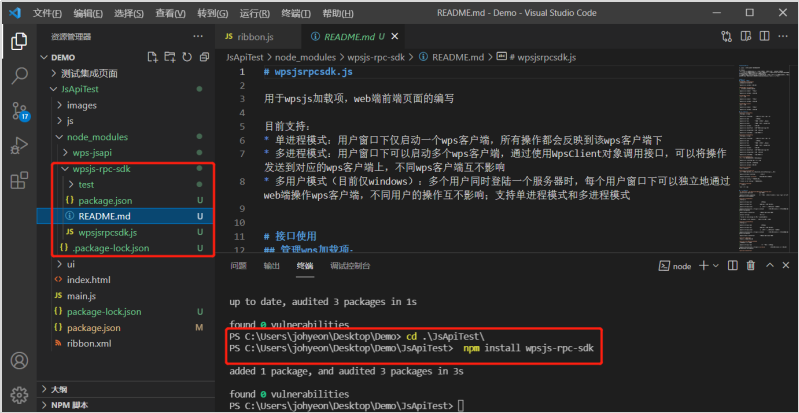 文件(F) 编辑(E) 选择(S) 查看(V) 转到(G) 运行(R) 终端(T) 帮助(H) README.md - Demo - Visual Studio Code
资源管理器
ribbon.js
README.md U
DEMO
JsApiTest > node_modules > wpsjs-rpc-sdk > README.md > # wpsjsrpcsdk.js
测试集成页面
JsApiTest
images
js
node_modules
wps-jsapi
wpsjs-rpc-sdk
test
package.json U
README.md U
wpsjsrpcsdk.js U
.package-lock.json U
ui
index.html
main.js
package-lock.json U
package.json M
ribbon.xml
大纲
NPM 脚本
17
1 # wpsjsrpcsdk.js
2
3 用于wpsjs加载项，web端前端页面的编写
4
5 目前支持：
6 * 单进程模式：用户窗口下仅启动一个wps客户端，所有操作都会反映到该wps客户端下
7 * 多进程模式：用户窗口下可以启动多个wps客户端，通过使用WpsClient对象调用接口，可以将操作
发送到对应的wps客户端上，不同wps客户端互不影响
8 * 多用户模式（目前仅windows）：多个用户同时登陆一个服务器时，每个用户窗口下可以独立地通过
web端操作wps客户端，不同用户的操作互不影响；支持单进程模式和多进程模式
9
10
11 # 接口使用
12 ## 管理wps加载项：
问题 输出 终端 调试控制台 node
up to date, audited 3 packages in 1s
found 0 vulnerabilities
PS C:\Users\johyeon\Desktop\Demo> cd .\JsApiTest\
PS C:\Users\johyeon\Desktop\Demo\JsApiTest> npm install wpsjs-rpc-sdk
added 1 package, and audited 3 packages in 3s
found 0 vulnerabilities
PS C:\Users\johyeon\Desktop\Demo\JsApiTest>